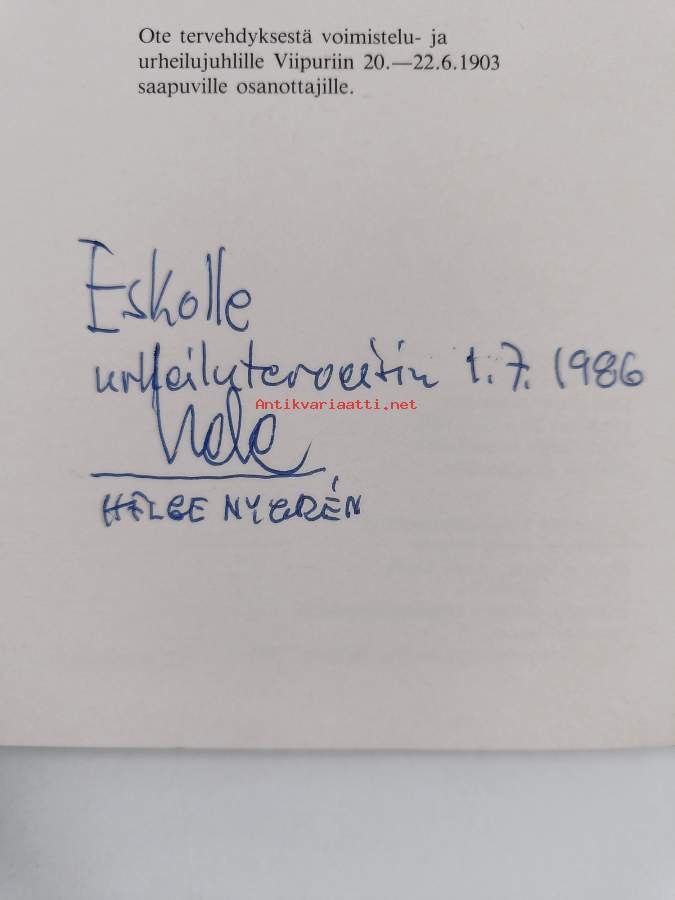 Ote tervehdyksestä voimistelu- ja
urheilujuhlille Viipuriin 20.—22.6.1903
saapuville osanottajille.
Eskolle
urheiluterveisin 1.7. 1986
Antikvariaatti.net
HELGE NYGRÉN